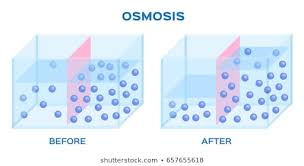 OSMOSIS
BEFORE
AFTER
shutterstock.com • 657655618